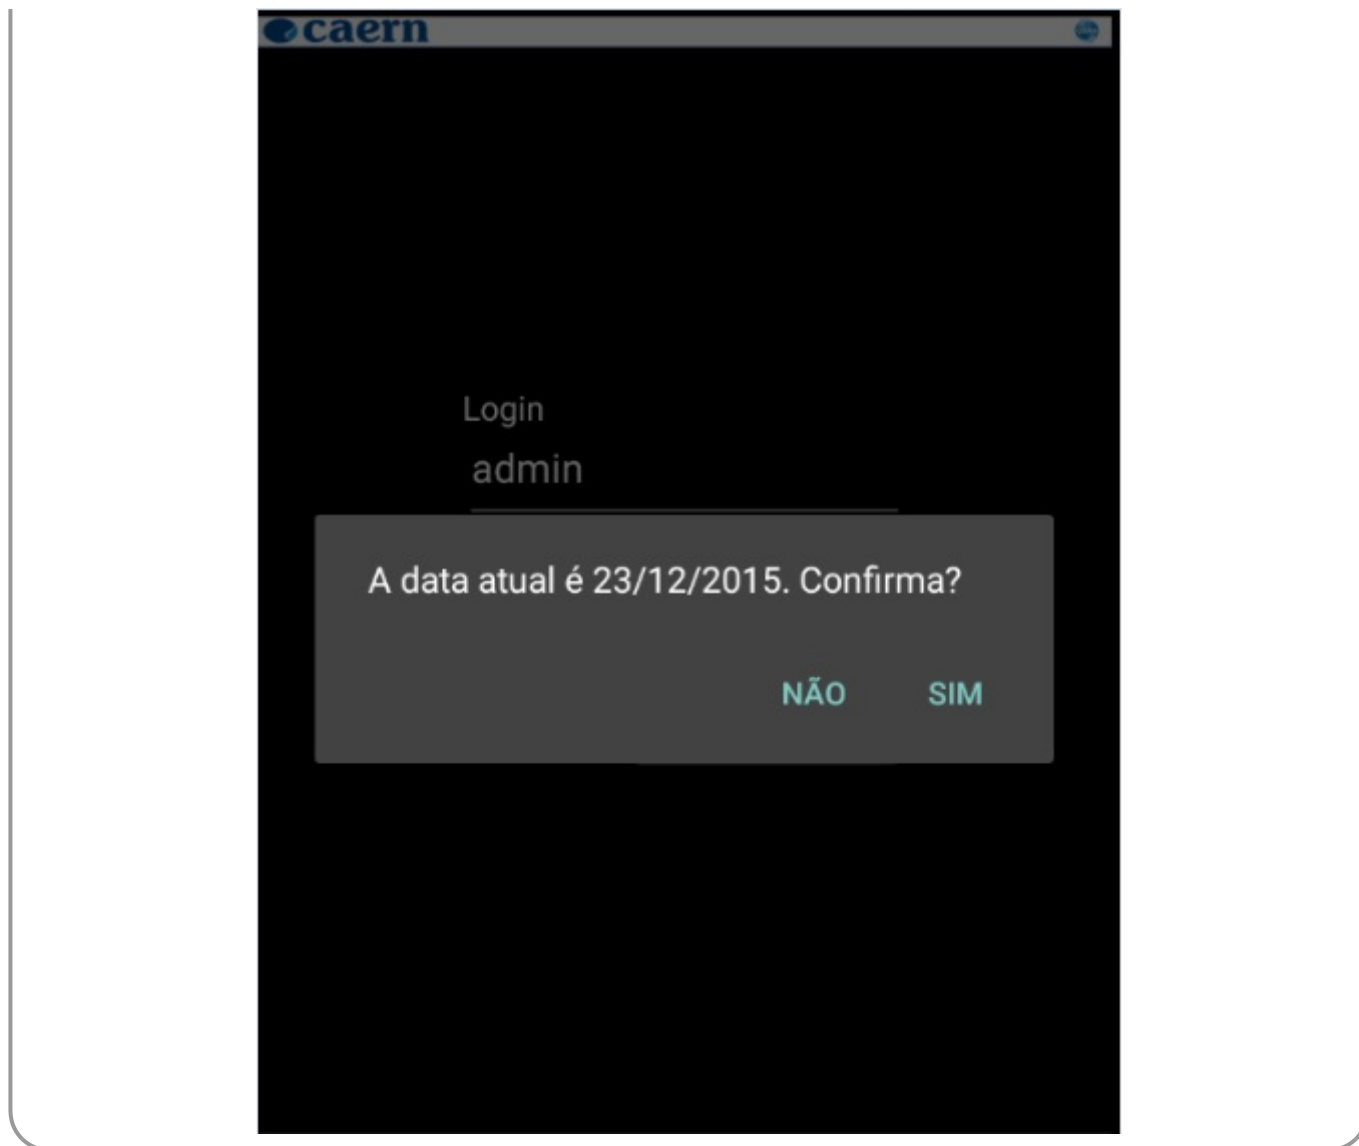 caern
Login
admin
A data atual é 23/12/2015. Confirma?
NÃO SIM